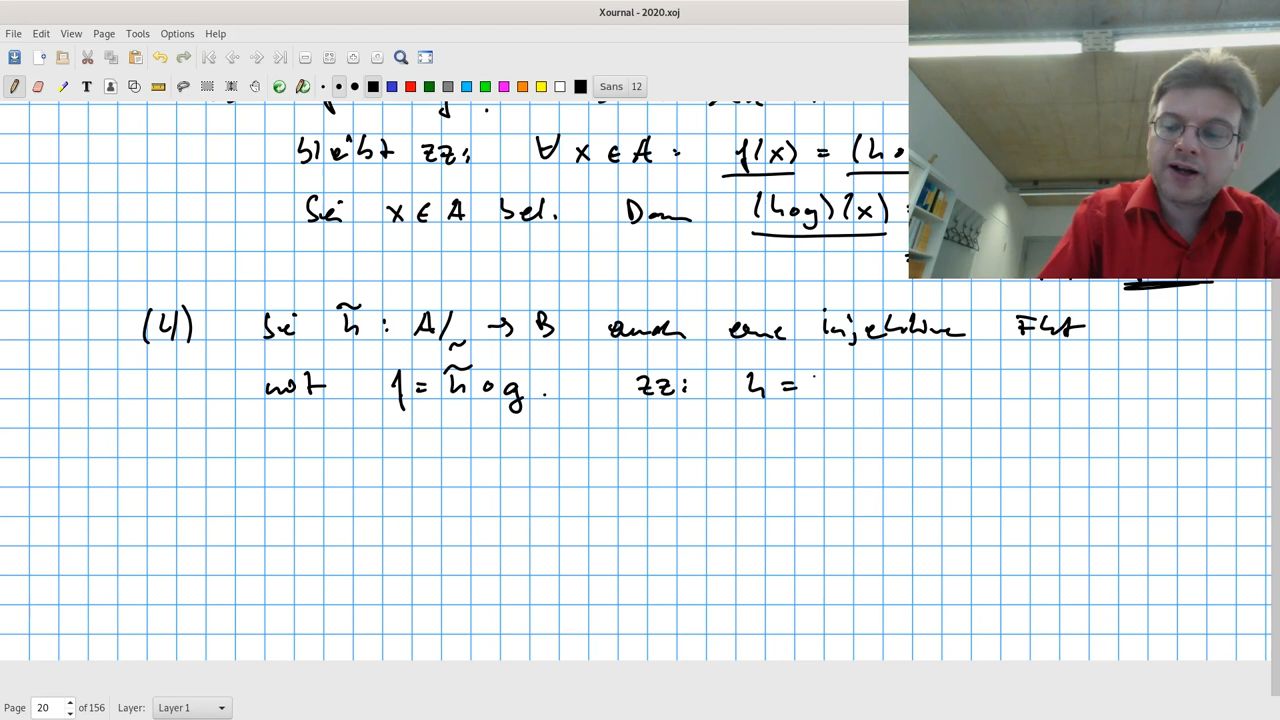 Xournal - 2020.xoj
File Edit View Page Tools Options Help
Sans 12
bleibt zz: ∀ x ∈ A : f(x) = (h o
Sei x ∈ A bel. Dann (h o g)(x) =
(4) Sei h̃ : A/~ → B auch eine injektive Fkt
mit f = h̃ o g . zz: h =
Page 20 of 156 Layer: Layer 1